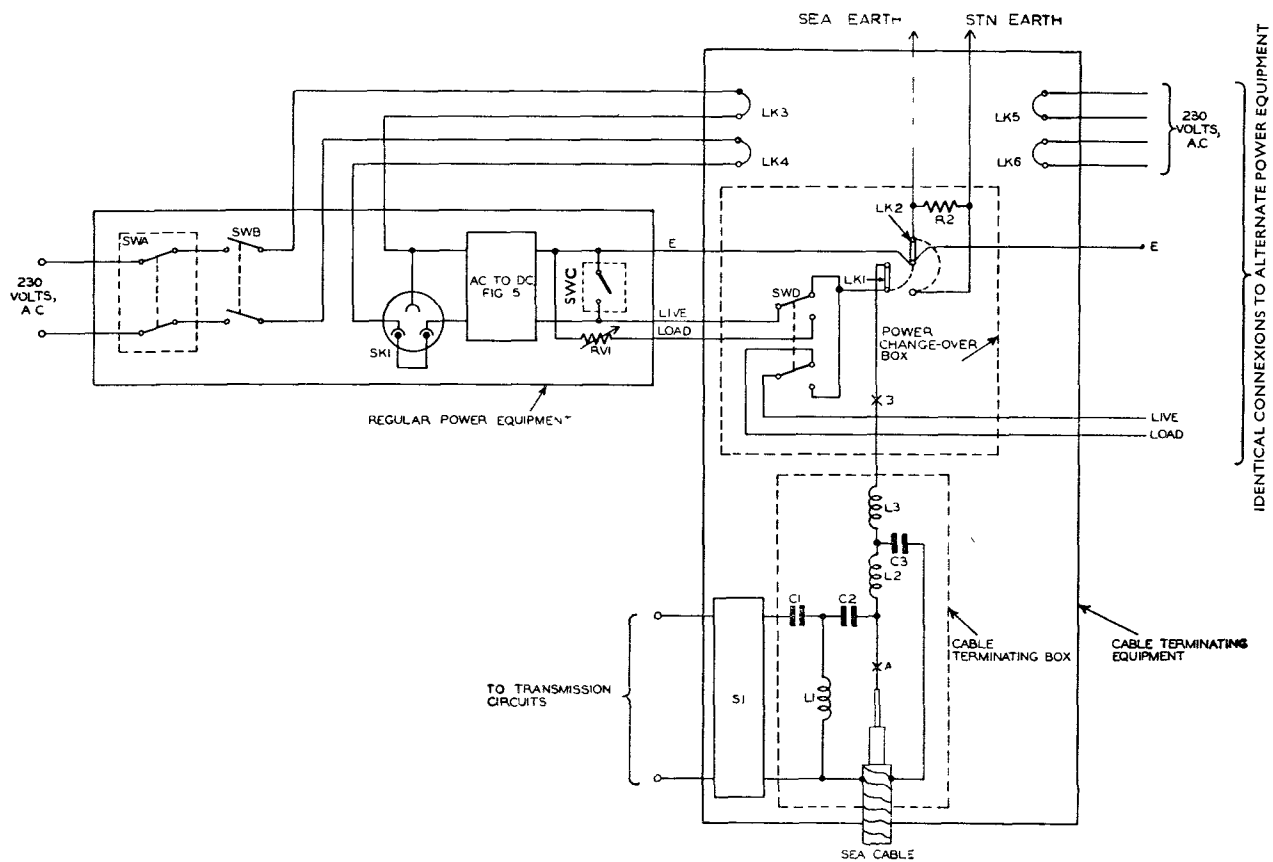 SEA EARTH
STN EARTH
LK3
LK4
LK5
LK6
230
VOLTS,
A.C
IDENTICAL CONNEXIONS TO ALTERNATE POWER EQUIPMENT
SWA
SWB
230
VOLTS,
A C
SK1
AC TO DC
FIG 5
SWC
RV1
E
LIVE
LOAD
REGULAR POWER EQUIPMENT
LK2
R2
LK1
SWD
E
POWER
CHANGE-OVER
BOX
3
LIVE
LOAD
L3
C3
L2
C1
C2
A
L1
S1
TO TRANSMISSION
CIRCUITS
CABLE
TERMINATING BOX
CABLE TERMINATING
EQUIPMENT
SEA CABLE